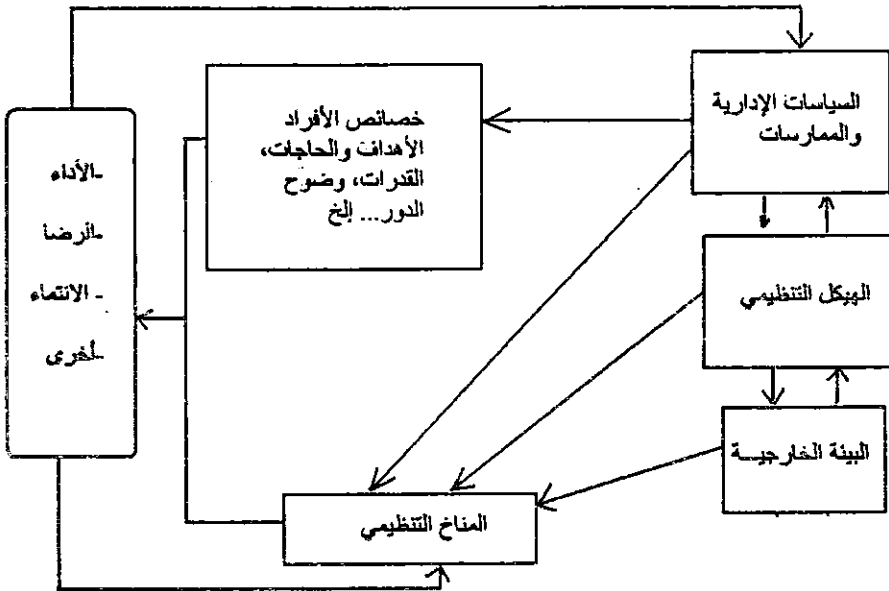 السياسات الإدارية
والممارسات
خصائص الأفراد
الأهداف والحاجات،
القدرات، وضوح
الدور... إلخ
-الأداء
-الرضا
- الانتماء
-أخرى
الهيكل التنظيمي
البيئة الخارجيـــة
المناخ التنظيمي